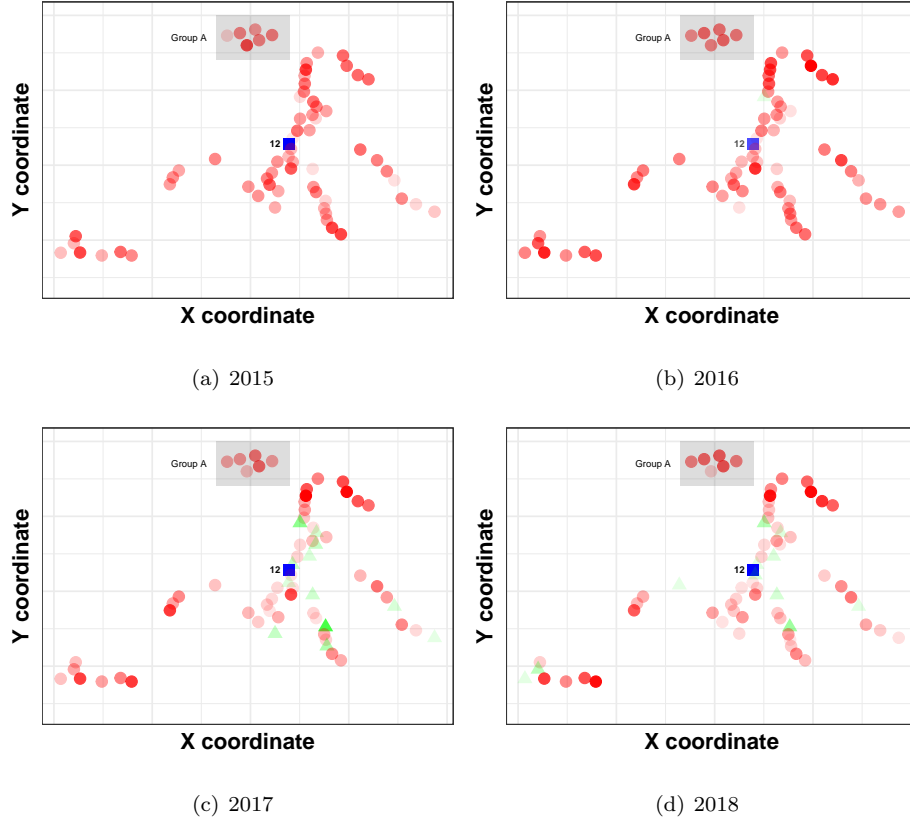 Group A
12
Y coordinate
X coordinate
(a) 2015
Group A
12
Y coordinate
X coordinate
(b) 2016
Group A
12
Y coordinate
X coordinate
(c) 2017
Group A
12
Y coordinate
X coordinate
(d) 2018